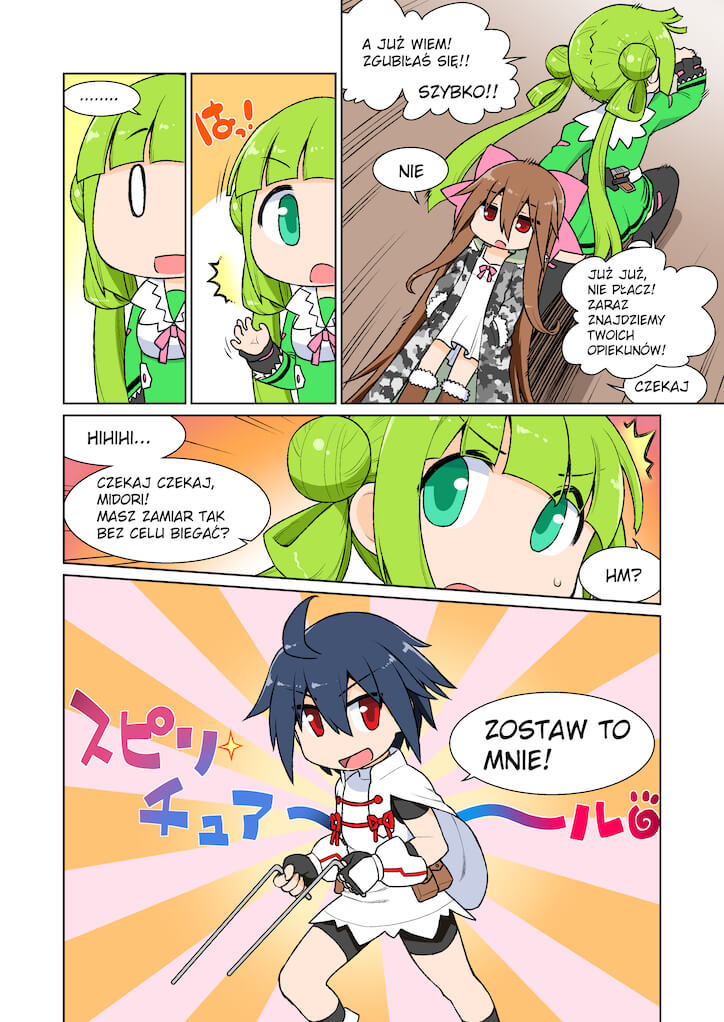 ........
はっ!
A JUŻ WIEM!
ZGUBIŁAŚ SIĘ!!
SZYBKO!!
NIE
JUŻ JUŻ,
NIE PŁACZ!
ZARAZ
ZNAJDZIEMY
TWOICH
OPIEKUNÓW!
CZEKAJ
HIHIHI...
CZEKAJ CZEKAJ,
MIDORI!
MASZ ZAMIAR TAK
BEZ CELU BIEGAĆ?
HM?
スピリ
チュアール
ZOSTAW TO
MNIE!